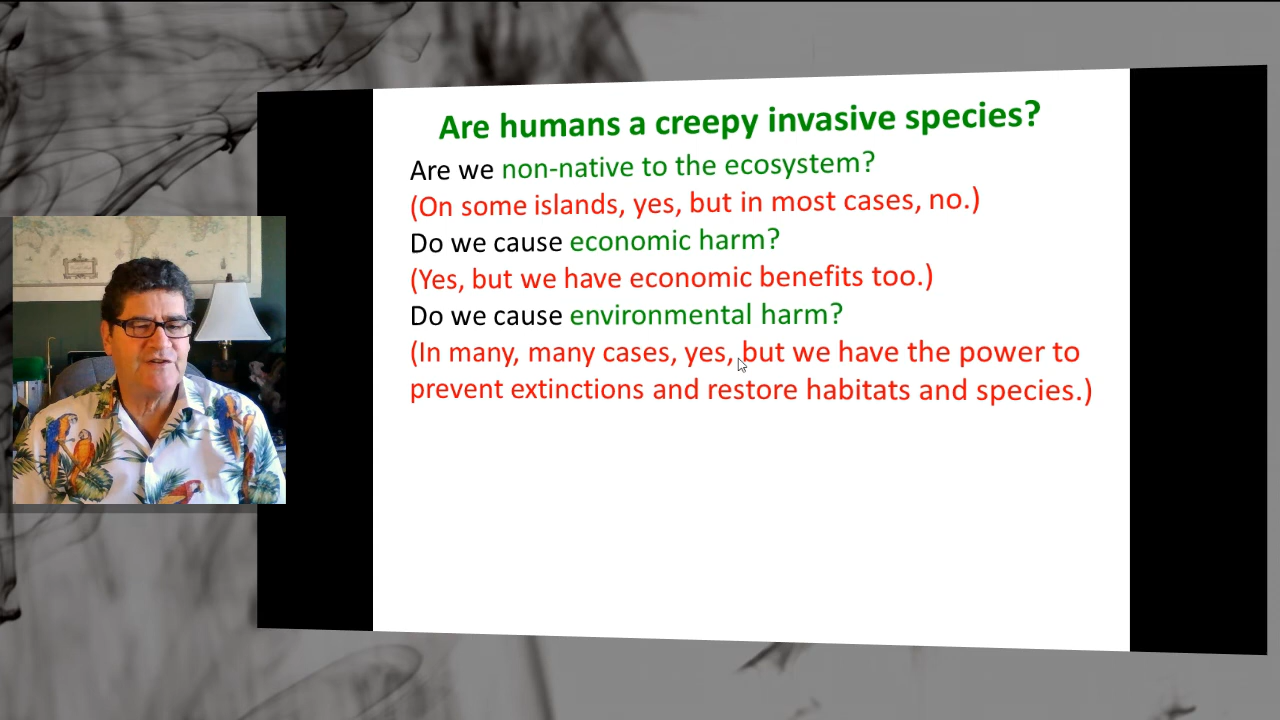 Are humans a creepy invasive species?
Are we non-native to the ecosystem?
(On some islands, yes, but in most cases, no.)
Do we cause economic harm?
(Yes, but we have economic benefits too.)
Do we cause environmental harm?
(In many, many cases, yes, but we have the power to
prevent extinctions and restore habitats and species.)